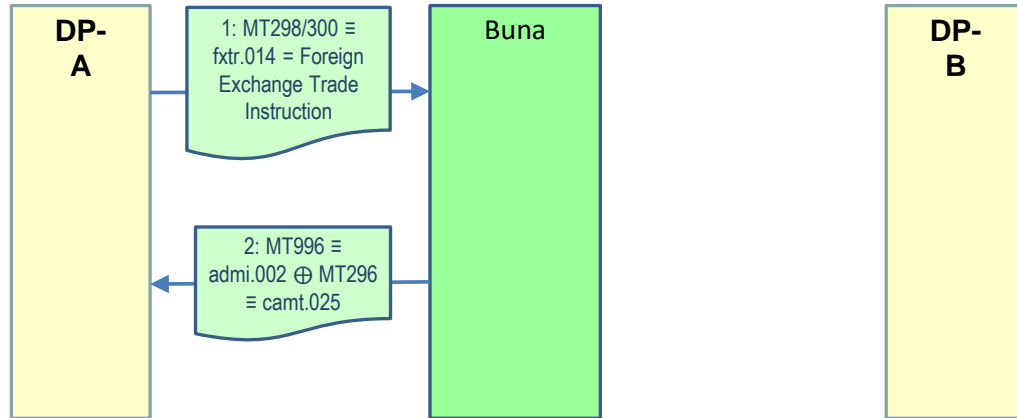 DP-
A
1: MT298/300 ≡
fxtr.014 = Foreign
Exchange Trade
Instruction
Buna
DP-
B
2: MT996 ≡
admi.002 ⊕ MT296
≡ camt.025